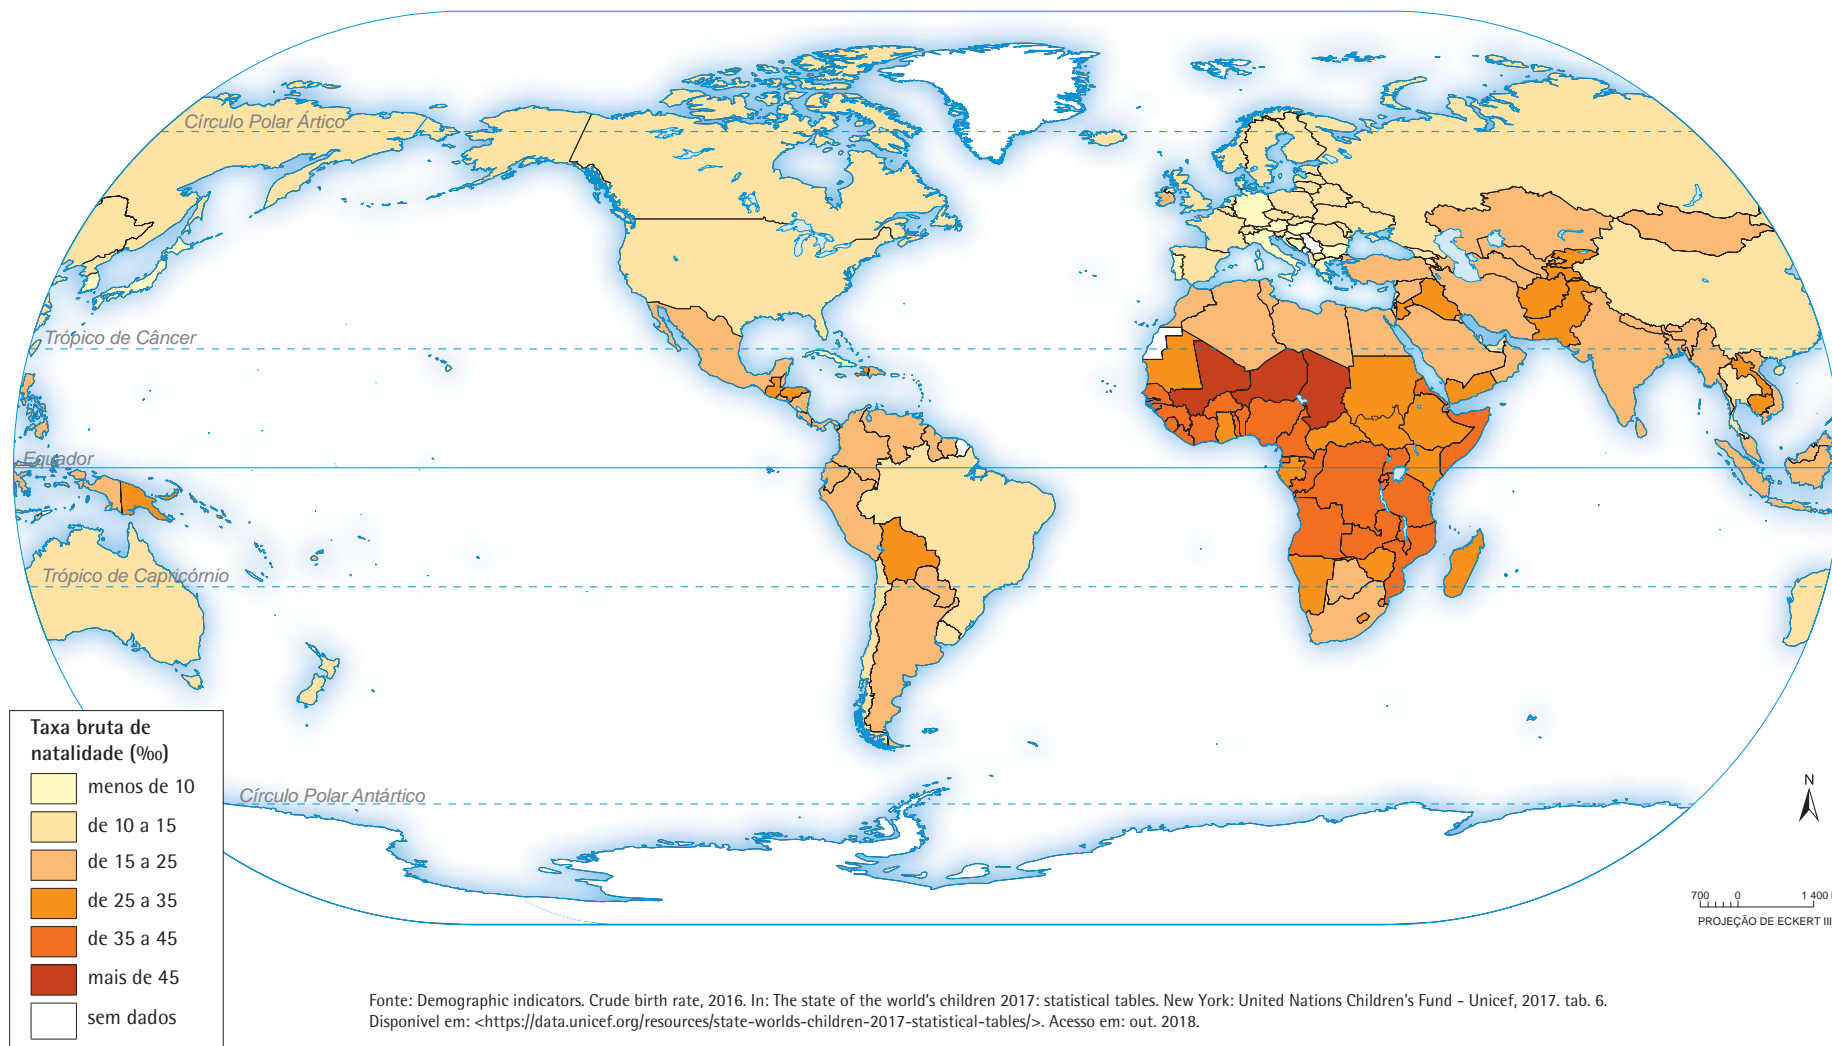 Círculo Polar Ártico
Trópico de Câncer
Equador
Trópico de Capricórnio
Círculo Polar Antártico
Taxa bruta de
natalidade (‰)
menos de 10
de 10 a 15
de 15 a 25
de 25 a 35
de 35 a 45
mais de 45
sem dados
N
700 0 1 400
PROJEÇÃO DE ECKERT III
Fonte: Demographic indicators. Crude birth rate, 2016. In: The state of the world's children 2017: statistical tables. New York: United Nations Children's Fund - Unicef, 2017. tab. 6.
Disponível em: <https://data.unicef.org/resources/state-worlds-children-2017-statistical-tables/>. Acesso em: out. 2018.